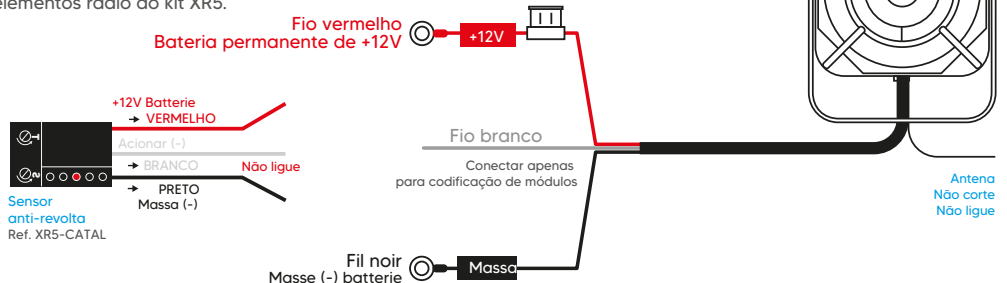 elementos rádio do kit XR5.
Fio vermelho
Bateria permanente de +12V
+12V
+12V Batterie
→ VERMELHO
Acionar (-)
→ BRANCO
Não ligue
→ PRETO
Massa (-)
1
2
Sensor
anti-revolta
Ref. XR5-CATAL
Fio branco
Conectar apenas
para codificação de módulos
Antena
Não corte
Não ligue
Fil noir
Masse (-) batterie
Massa